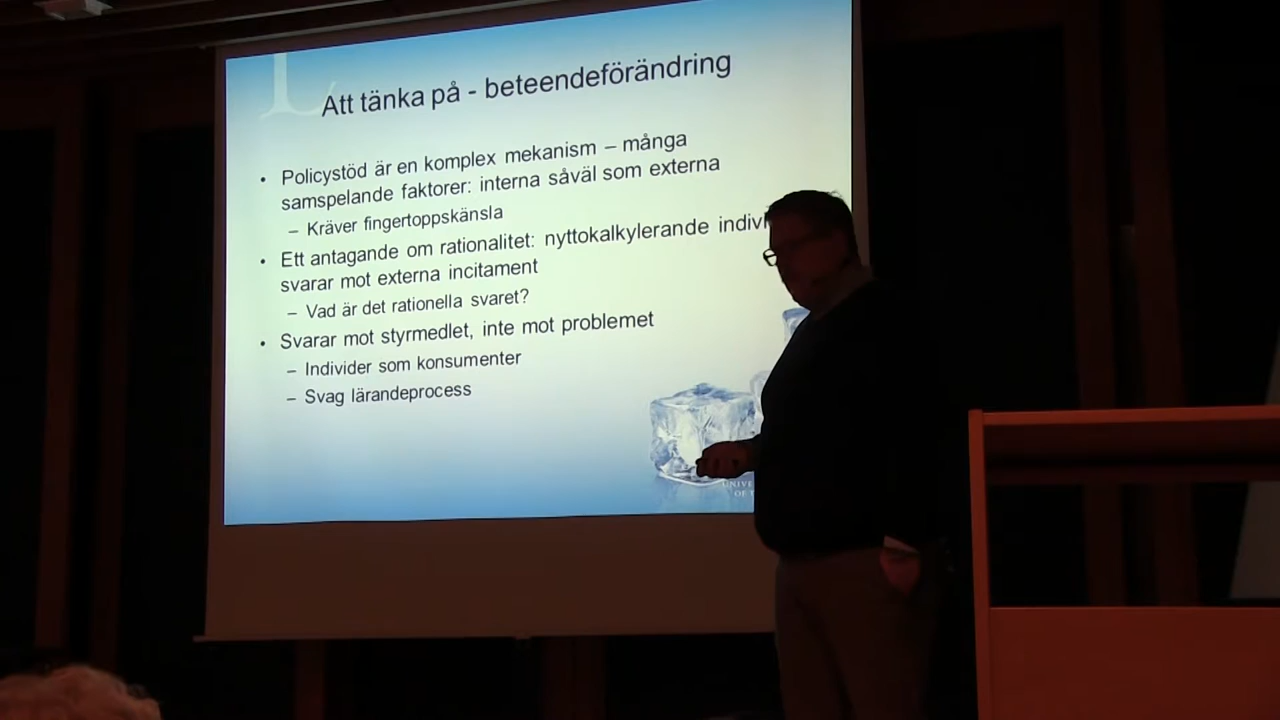 Att tänka på - beteendeförändring
• Policystöd är en komplex mekanism – många
samspelande faktorer: interna såväl som externa
– Kräver fingertoppskänsla
• Ett antagande om rationalitet: nyttokalkylerande
svarar mot externa incitament
– Vad är det rationella svaret?
• Svarar mot styrmedlet, inte mot problemet
– Individer som konsumenter
– Svag lärandeprocess
OF